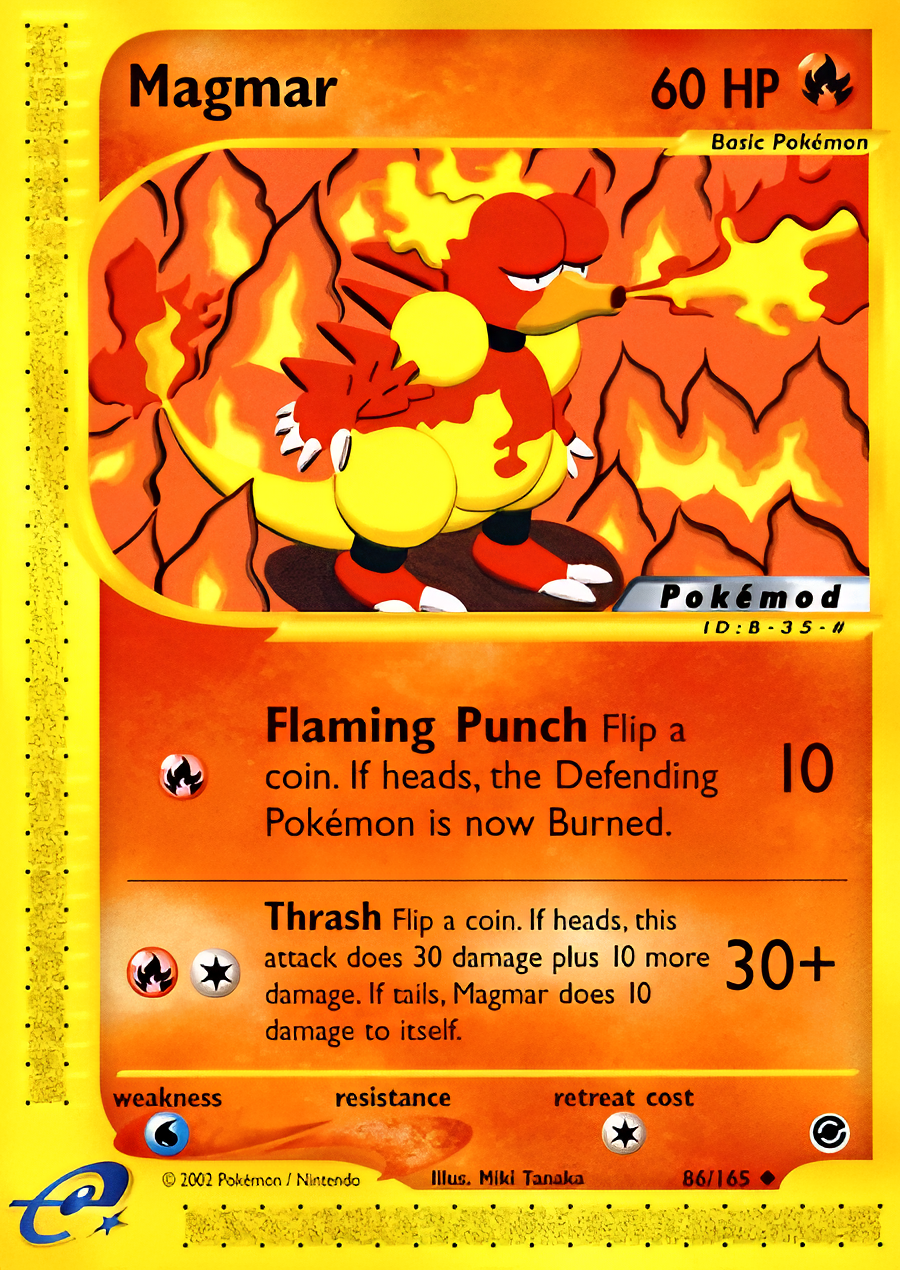 Magmar 60 HP
Basic Pokémon
Pokémod
ID:B-35-#
Flaming Punch Flip a
coin. If heads, the Defending
Pokémon is now Burned.
10
Thrash Flip a coin. If heads, this
attack does 30 damage plus 10 more
damage. If tails, Magmar does 10
damage to itself.
30+
weakness resistance retreat cost
© 2002 Pokémon / Nintendo Illus. Miki Tanaka 86/165
e